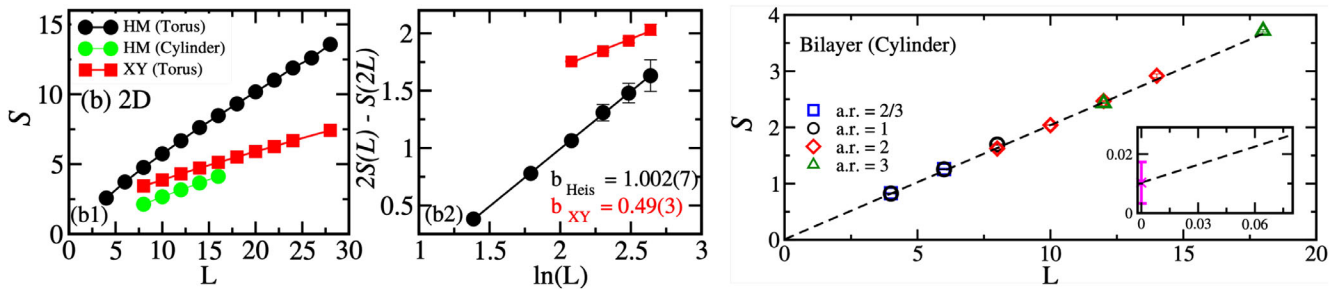 15
10
5
0
S
HM (Torus)
HM (Cylinder)
XY (Torus)
(b) 2D
(b1)
0 5 10 15 20 25 30
L
2S(L) - S(2L)
2
1.5
1
0.5
b Heis = 1.002(7)
b XY = 0.49(3)
(b2)
1 1.5 2 2.5 3
ln(L)
S
4
3
2
1
0
Bilayer (Cylinder)
a.r. = 2/3
a.r. = 1
a.r. = 2
a.r. = 3
0.02
0
0 0.03 0.06
0 5 10 15 20
L